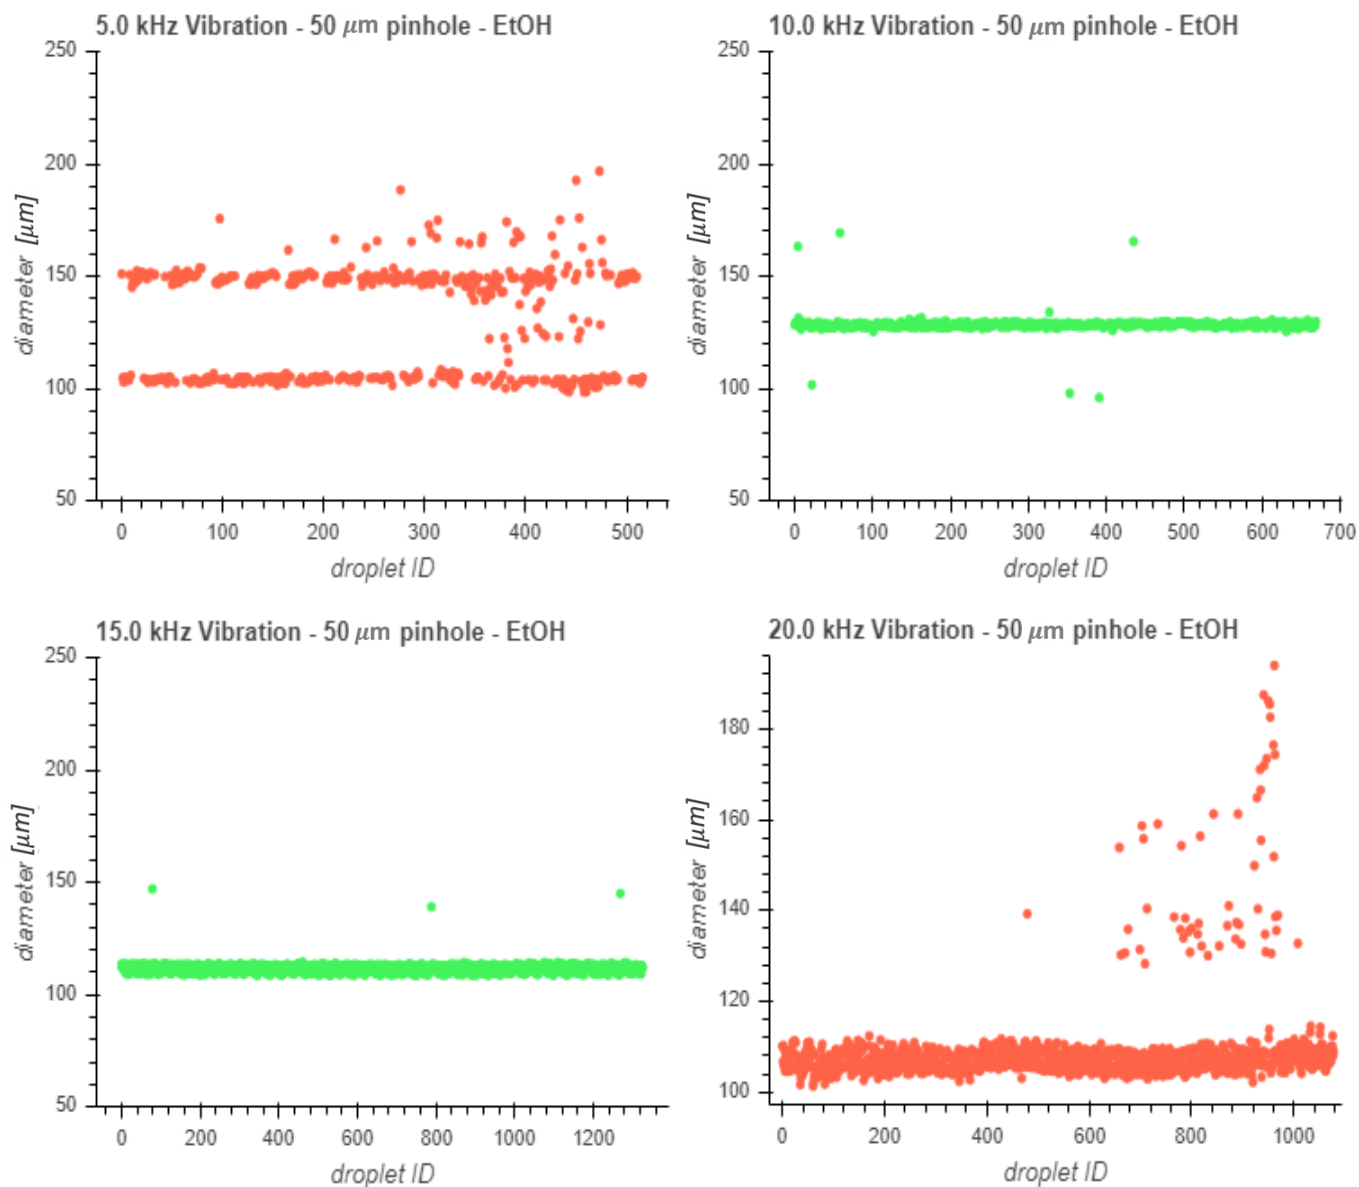 5.0 kHz Vibration - 50 μm pinhole - EtOH
250
200
150
100
50
diameter [μm]
0 100 200 300 400 500
droplet ID
10.0 kHz Vibration - 50 μm pinhole - EtOH
250
200
150
100
50
diameter [μm]
0 100 200 300 400 500 600 700
droplet ID
15.0 kHz Vibration - 50 μm pinhole - EtOH
250
200
150
100
50
diameter [μm]
0 200 400 600 800 1000 1200
droplet ID
20.0 kHz Vibration - 50 μm pinhole - EtOH
180
160
140
120
100
diameter [μm]
0 200 400 600 800 1000
droplet ID